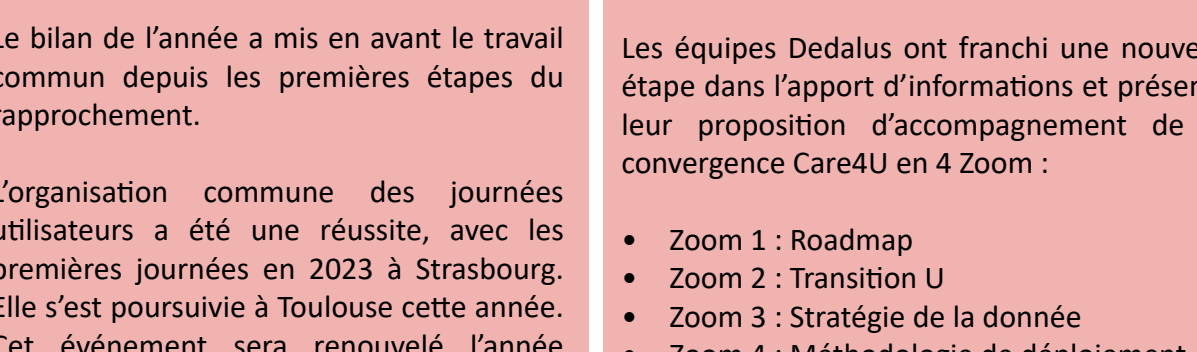 Le bilan de l’année a mis en avant le travail
commun depuis les premières étapes du
rapprochement.
L’organisation commune des journées
utilisateurs a été une réussite, avec les
premières journées en 2023 à Strasbourg.
Elle s’est poursuivie à Toulouse cette année.
Cet événement sera renouvelé l’année
Les équipes Dedalus ont franchi une nouve
étape dans l’apport d’informations et présen
leur proposition d’accompagnement de
convergence Care4U en 4 Zoom :
• Zoom 1 : Roadmap
• Zoom 2 : Transition U
• Zoom 3 : Stratégie de la donnée
• Zoom 4 : Méthodologie de déploiement